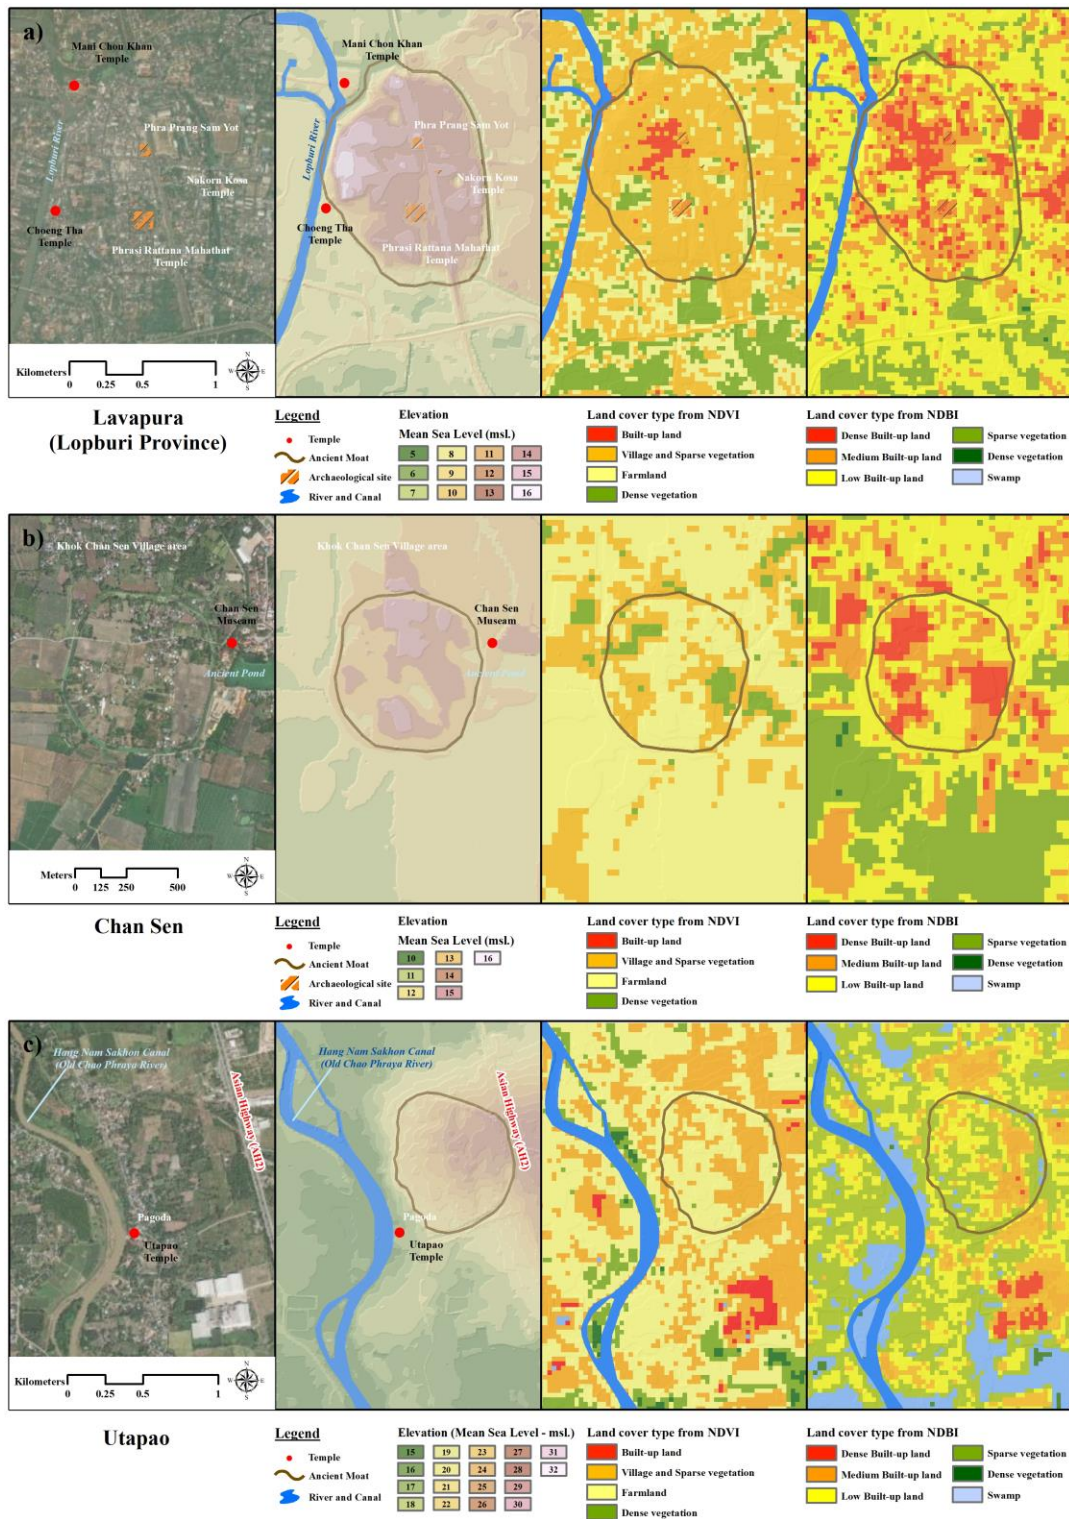 a)
Mani Chou Khan
Temple
Lopburi River
Phra Prang Sam Yot
Nakorn Kosa
Temple
Choeng Tha
Temple
Phrasi Rattana Mahathat
Temple
Mani Chou Khan
Temple
Lopburi River
Phra Prang Sam Yot
Nakorn Kosa
Temple
Choeng Tha
Temple
Phrasi Rattana Mahathat
Temple
Kilometers
0 0.25 0.5 1
N
W E
S
Lavapura
(Lopburi Province)
Legend
Temple
Ancient Moat
Archaeological site
River and Canal
Elevation
Mean Sea Level (msl.)
5 8 11 14
6 9 12 15
7 10 13 16
Land cover type from NDVI
Built-up land
Village and Sparse vegetation
Farmland
Dense vegetation
Land cover type from NDBI
Dense Built-up land
Medium Built-up land
Low Built-up land
Sparse vegetation
Dense vegetation
Swamp
b)
Khok Chan Sen Village area
Chan Sen
Museam
Ancient Pond
Khok Chan Sen Village area
Chan Sen
Museam
Ancient Pond
Meters
0 125 250 500
N
W E
S
Chan Sen
Legend
Temple
Ancient Moat
Archaeological site
River and Canal
Elevation
Mean Sea Level (msl.)
10 13 16
11 14
12 15
Land cover type from NDVI
Built-up land
Village and Sparse vegetation
Farmland
Dense vegetation
Land cover type from NDBI
Dense Built-up land
Medium Built-up land
Low Built-up land
Sparse vegetation
Dense vegetation
Swamp
c)
Hang Nam Sakhon Canal
(Old Chao Phraya River)
Asian Highway (AH2)
Pagoda
Utapao
Temple
Hang Nam Sakhon Canal
(Old Chao Phraya River)
Asian Highway (AH2)
Pagoda
Utapao
Temple
Kilometers
0 0.25 0.5 1
N
W E
S
Utapao
Legend
Temple
Ancient Moat
River and Canal
Elevation (Mean Sea Level - msl.)
15 19 23 27 31
16 20 24 28 32
17 21 25 29
18 22 26 30
Land cover type from NDVI
Built-up land
Village and Sparse vegetation
Farmland
Dense vegetation
Land cover type from NDBI
Dense Built-up land
Medium Built-up land
Low Built-up land
Sparse vegetation
Dense vegetation
Swamp